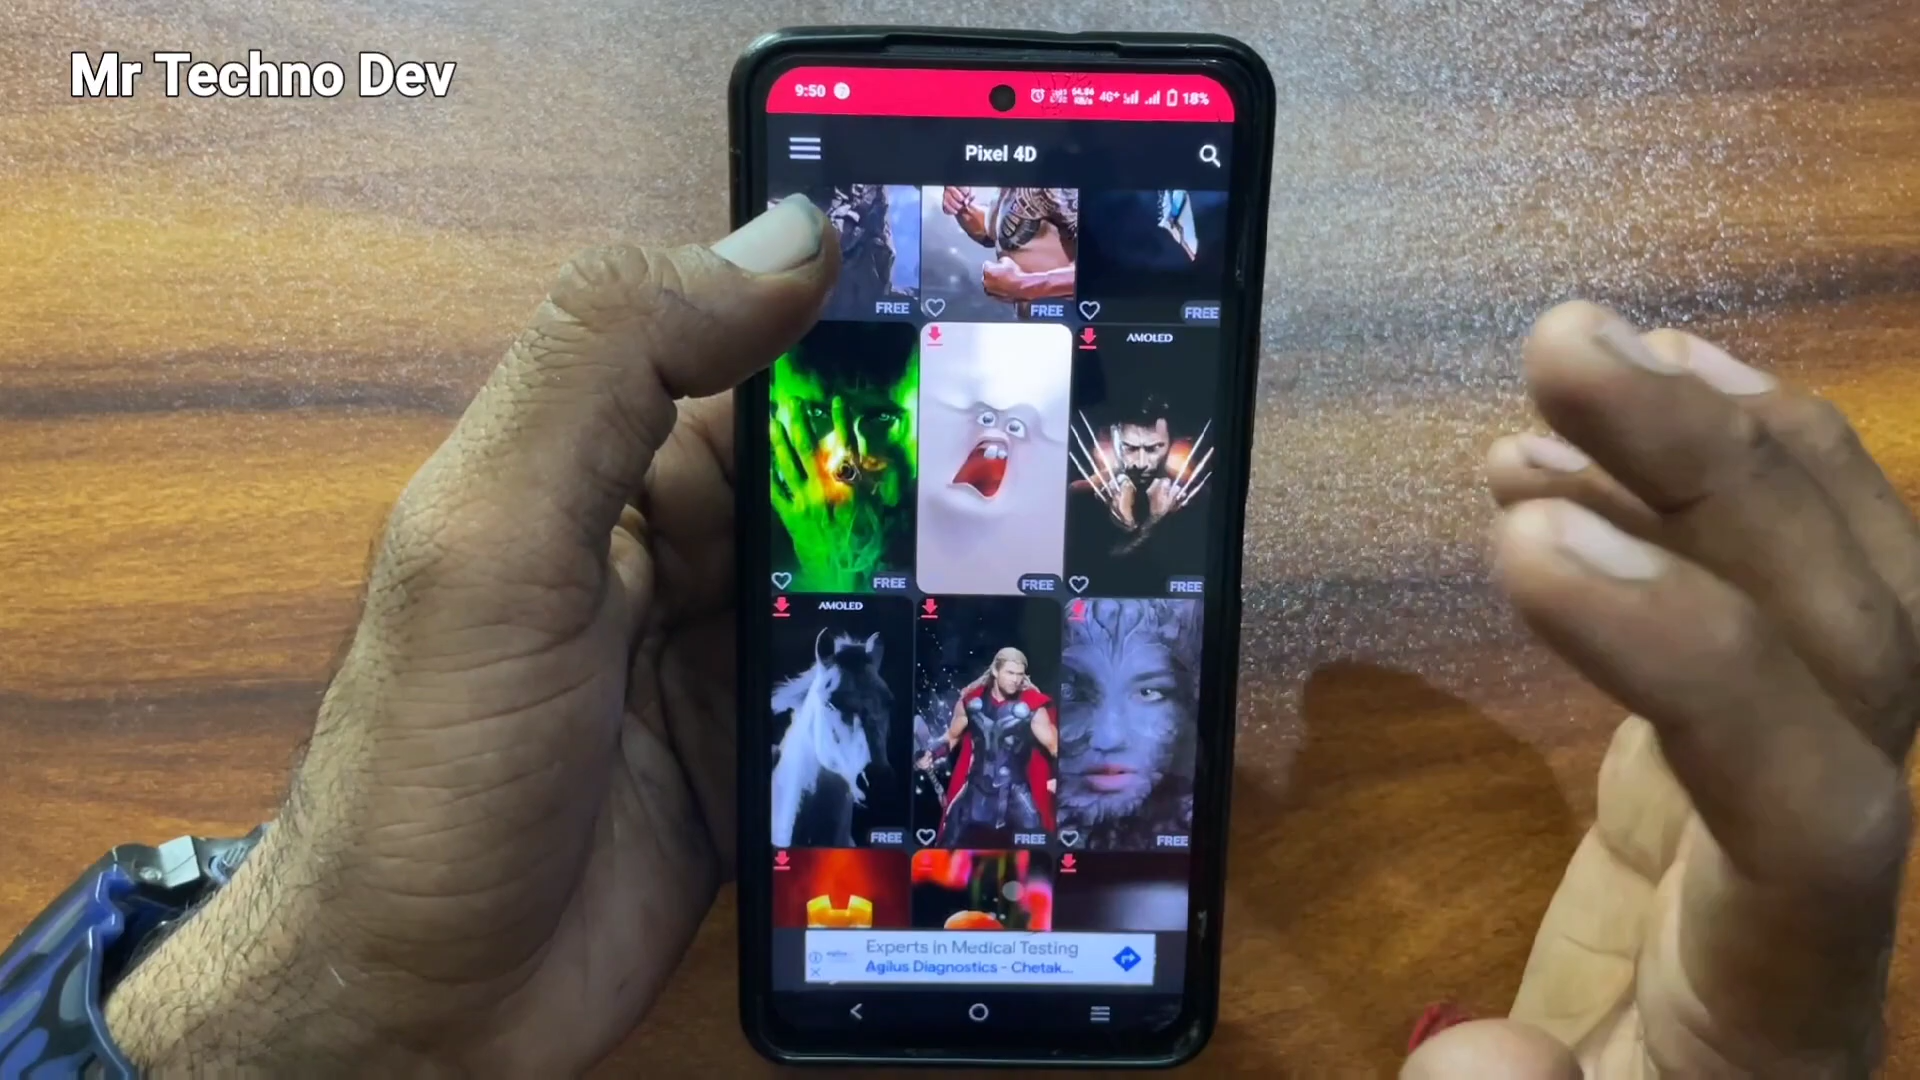 Mr Techno Dev
9:50
4G+ 18%
Pixel 4D
FREE FREE FREE
AMOLED
FREE FREE FREE
AMOLED
FREE FREE FREE
Experts in Medical Testing
Agilus Diagnostics - Chetak...